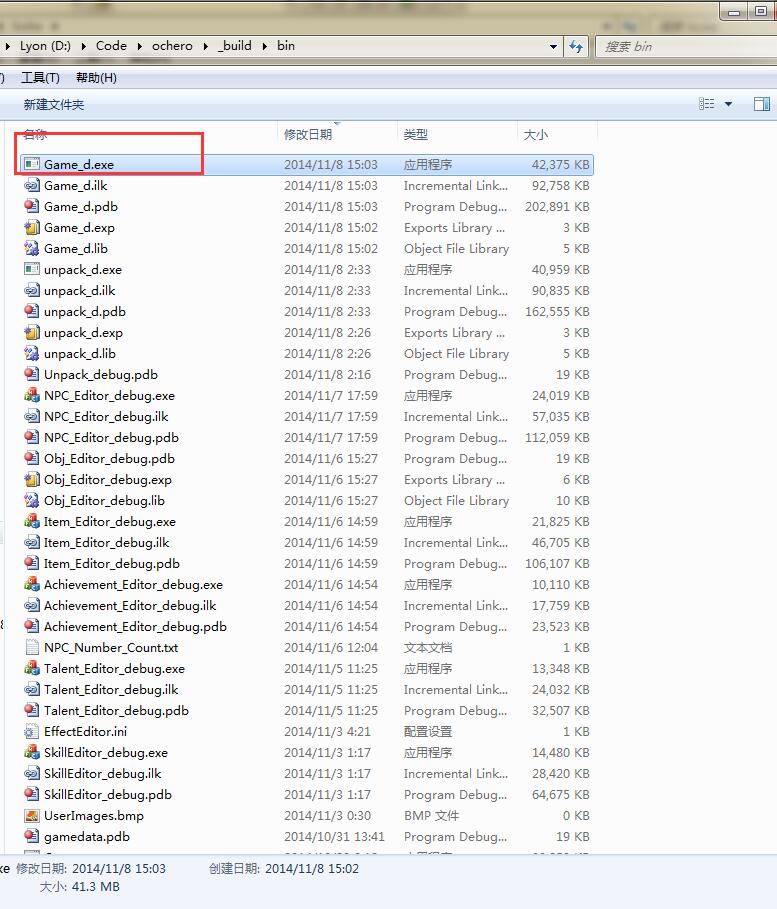 Lyon (D:) Code ochero _build bin 搜索 bin
工具(T) 帮助(H)
新建文件夹
名称 修改日期 类型 大小
Game_d.exe 2014/11/8 15:03 应用程序 42,375 KB
Game_d.ilk 2014/11/8 15:03 Incremental Link... 92,758 KB
Game_d.pdb 2014/11/8 15:03 Program Debug... 202,891 KB
Game_d.exp 2014/11/8 15:02 Exports Library ... 3 KB
Game_d.lib 2014/11/8 15:02 Object File Library 5 KB
unpack_d.exe 2014/11/8 2:33 应用程序 40,959 KB
unpack_d.ilk 2014/11/8 2:33 Incremental Link... 90,835 KB
unpack_d.pdb 2014/11/8 2:33 Program Debug... 162,555 KB
unpack_d.exp 2014/11/8 2:26 Exports Library ... 3 KB
unpack_d.lib 2014/11/8 2:26 Object File Library 5 KB
Unpack_debug.pdb 2014/11/8 2:16 Program Debug... 19 KB
NPC_Editor_debug.exe 2014/11/7 17:59 应用程序 24,019 KB
NPC_Editor_debug.ilk 2014/11/7 17:59 Incremental Link... 57,035 KB
NPC_Editor_debug.pdb 2014/11/7 17:59 Program Debug... 112,059 KB
Obj_Editor_debug.pdb 2014/11/6 15:27 Program Debug... 19 KB
Obj_Editor_debug.exp 2014/11/6 15:27 Exports Library ... 6 KB
Obj_Editor_debug.lib 2014/11/6 15:27 Object File Library 10 KB
Item_Editor_debug.exe 2014/11/6 14:59 应用程序 21,825 KB
Item_Editor_debug.ilk 2014/11/6 14:59 Incremental Link... 46,705 KB
Item_Editor_debug.pdb 2014/11/6 14:59 Program Debug... 106,107 KB
Achievement_Editor_debug.exe 2014/11/6 14:54 应用程序 10,110 KB
Achievement_Editor_debug.ilk 2014/11/6 14:54 Incremental Link... 17,759 KB
Achievement_Editor_debug.pdb 2014/11/6 14:54 Program Debug... 23,523 KB
NPC_Number_Count.txt 2014/11/6 12:04 文本文档 1 KB
Talent_Editor_debug.exe 2014/11/5 11:25 应用程序 13,348 KB
Talent_Editor_debug.ilk 2014/11/5 11:25 Incremental Link... 24,032 KB
Talent_Editor_debug.pdb 2014/11/5 11:25 Program Debug... 32,507 KB
EffectEditor.ini 2014/11/3 4:21 配置设置 1 KB
SkillEditor_debug.exe 2014/11/3 1:17 应用程序 14,480 KB
SkillEditor_debug.ilk 2014/11/3 1:17 Incremental Link... 28,420 KB
SkillEditor_debug.pdb 2014/11/3 1:17 Program Debug... 64,675 KB
UserImages.bmp 2014/11/3 0:30 BMP 文件 0 KB
gamedata.pdb 2014/10/31 13:41 Program Debug... 19 KB
xe 修改日期: 2014/11/8 15:03 创建日期: 2014/11/8 15:02
大小: 41.3 MB